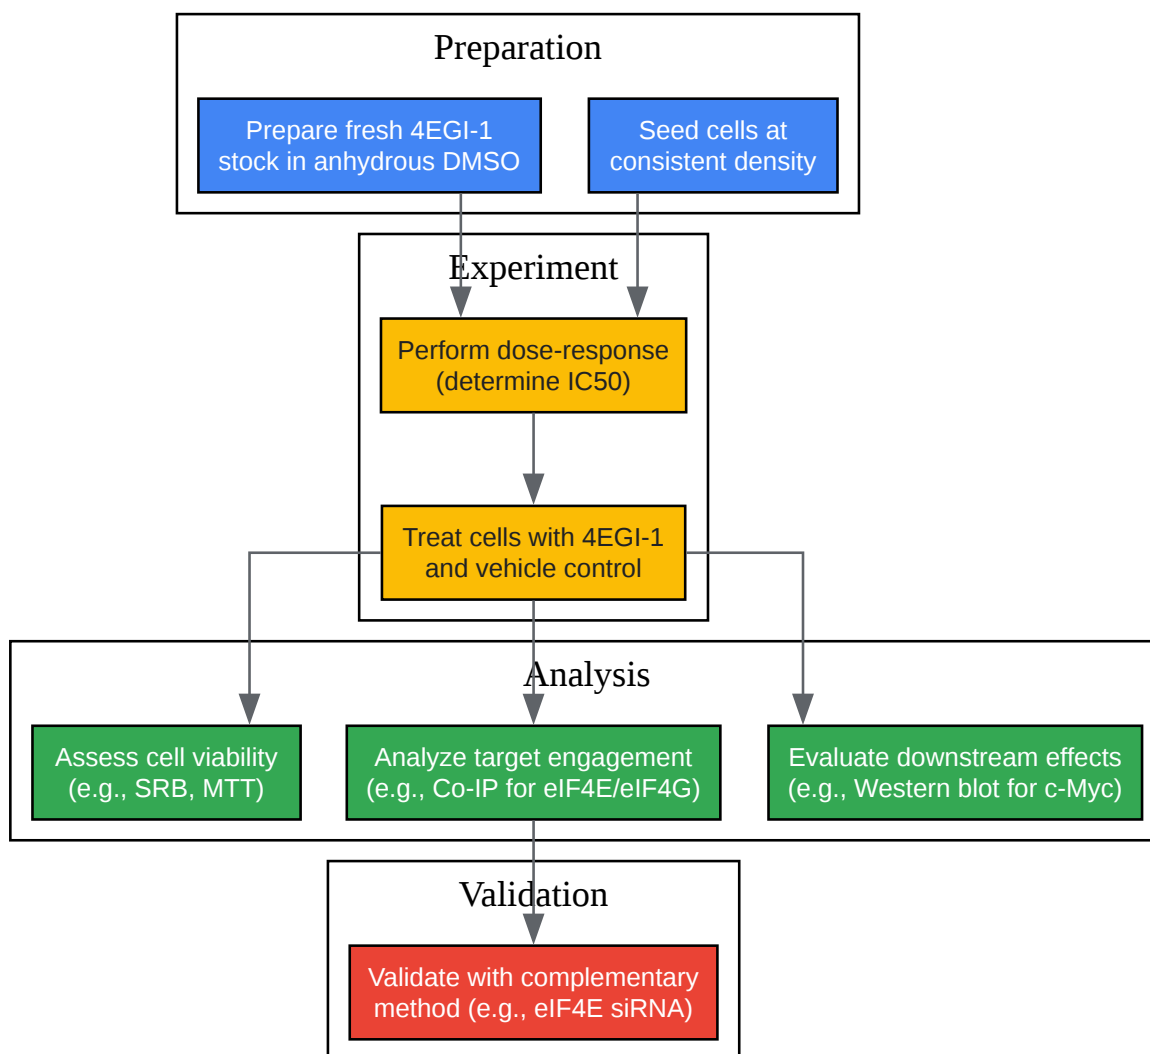 Preparation
Prepare fresh 4EGI-1
stock in anhydrous DMSO
Seed cells at
consistent density
Experiment
Perform dose-response
(determine IC50)
Treat cells with 4EGI-1
and vehicle control
Analysis
Assess cell viability
(e.g., SRB, MTT)
Analyze target engagement
(e.g., Co-IP for eIF4E/eIF4G)
Evaluate downstream effects
(e.g., Western blot for c-Myc)
Validation
Validate with complementary
method (e.g., eIF4E siRNA)